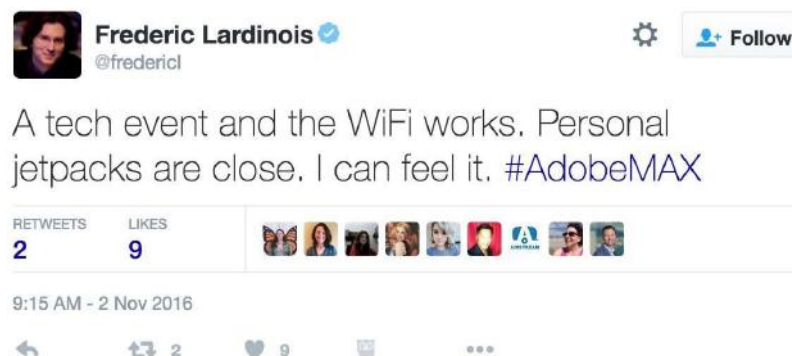 Frederic Lardinois
Follow
@fredericl
A tech event and the WiFi works. Personal
jetpacks are close. I can feel it. #AdobeMAX
RETWEETS LIKES
2 9
9:15 AM - 2 Nov 2016
2 9